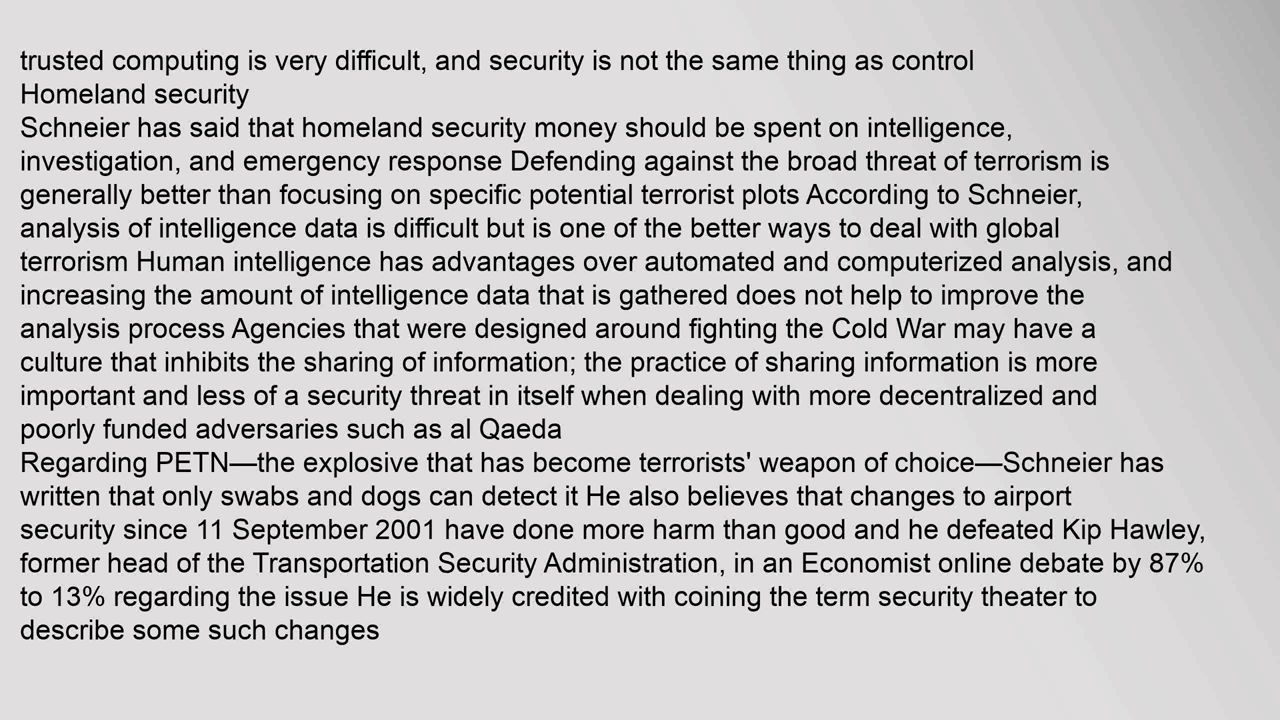 trusted computing is very difficult, and security is not the same thing as control
Homeland security
Schneier has said that homeland security money should be spent on intelligence,
investigation, and emergency response Defending against the broad threat of terrorism is
generally better than focusing on specific potential terrorist plots According to Schneier,
analysis of intelligence data is difficult but is one of the better ways to deal with global
terrorism Human intelligence has advantages over automated and computerized analysis, and
increasing the amount of intelligence data that is gathered does not help to improve the
analysis process Agencies that were designed around fighting the Cold War may have a
culture that inhibits the sharing of information; the practice of sharing information is more
important and less of a security threat in itself when dealing with more decentralized and
poorly funded adversaries such as al Qaeda
Regarding PETN—the explosive that has become terrorists' weapon of choice—Schneier has
written that only swabs and dogs can detect it He also believes that changes to airport
security since 11 September 2001 have done more harm than good and he defeated Kip Hawley,
former head of the Transportation Security Administration, in an Economist online debate by 87%
to 13% regarding the issue He is widely credited with coining the term security theater to
describe some such changes